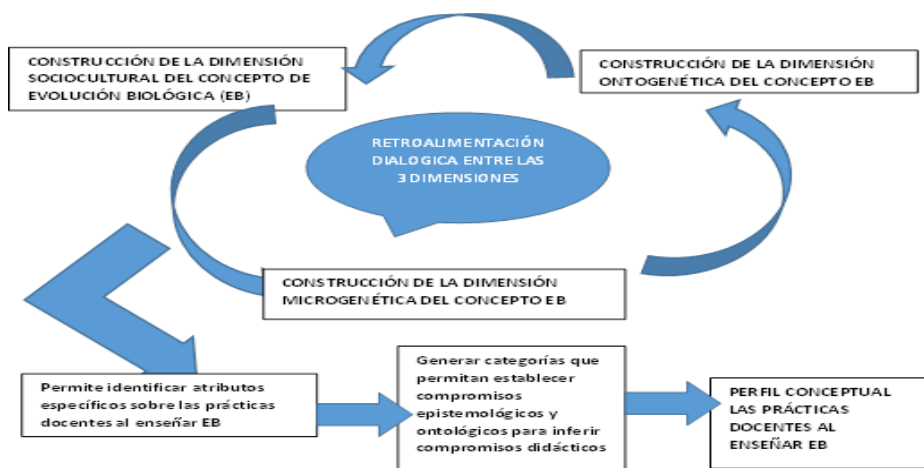 CONSTRUCCIÓN DE LA DIMENSIÓN
SOCIOCULTURAL DEL CONCEPTO DE
EVOLUCIÓN BIOLÓGICA (EB)
CONSTRUCCIÓN DE LA DIMENSIÓN
ONTOGENÉTICA DEL CONCEPTO EB
RETROALIMENTACIÓN
DIALOGICA ENTRE LAS
3 DIMENSIONES
CONSTRUCCIÓN DE LA DIMENSIÓN
MICROGENÉTICA DEL CONCEPTO EB
Permite identificar atributos
específicos sobre las prácticas
docentes al enseñar EB
Generar categorías que
permitan establecer
compromisos
epistemológicos y
ontológicos para inferir
compromisos didácticos
PERFIL CONCEPTUAL
LAS PRÁCTICAS
DOCENTES AL
ENSEÑAR EB